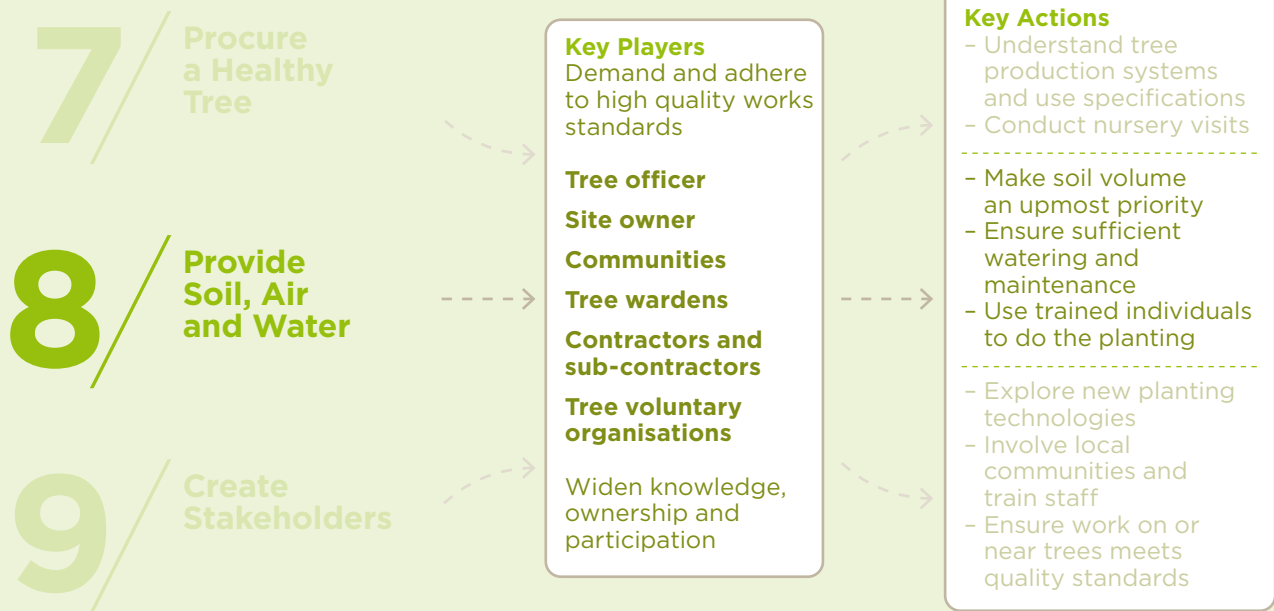 7
Procure
a Healthy
Tree
8
Provide
Soil, Air
and Water
9
Create
Stakeholders
Key Players
Demand and adhere
to high quality works
standards
Tree officer
Site owner
Communities
Tree wardens
Contractors and
sub-contractors
Tree voluntary
organisations
Widen knowledge,
ownership and
participation
Key Actions
– Understand tree
production systems
and use specifications
– Conduct nursery visits
– Make soil volume
an upmost priority
– Ensure sufficient
watering and
maintenance
– Use trained individuals
to do the planting
– Explore new planting
technologies
– Involve local
communities and
train staff
– Ensure work on or
near trees meets
quality standards